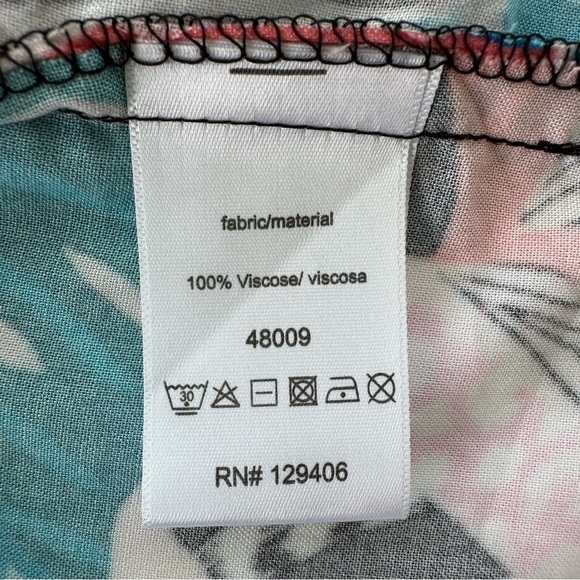 fabric/material
100% Viscose/ viscosa
48009
30
RN# 129406